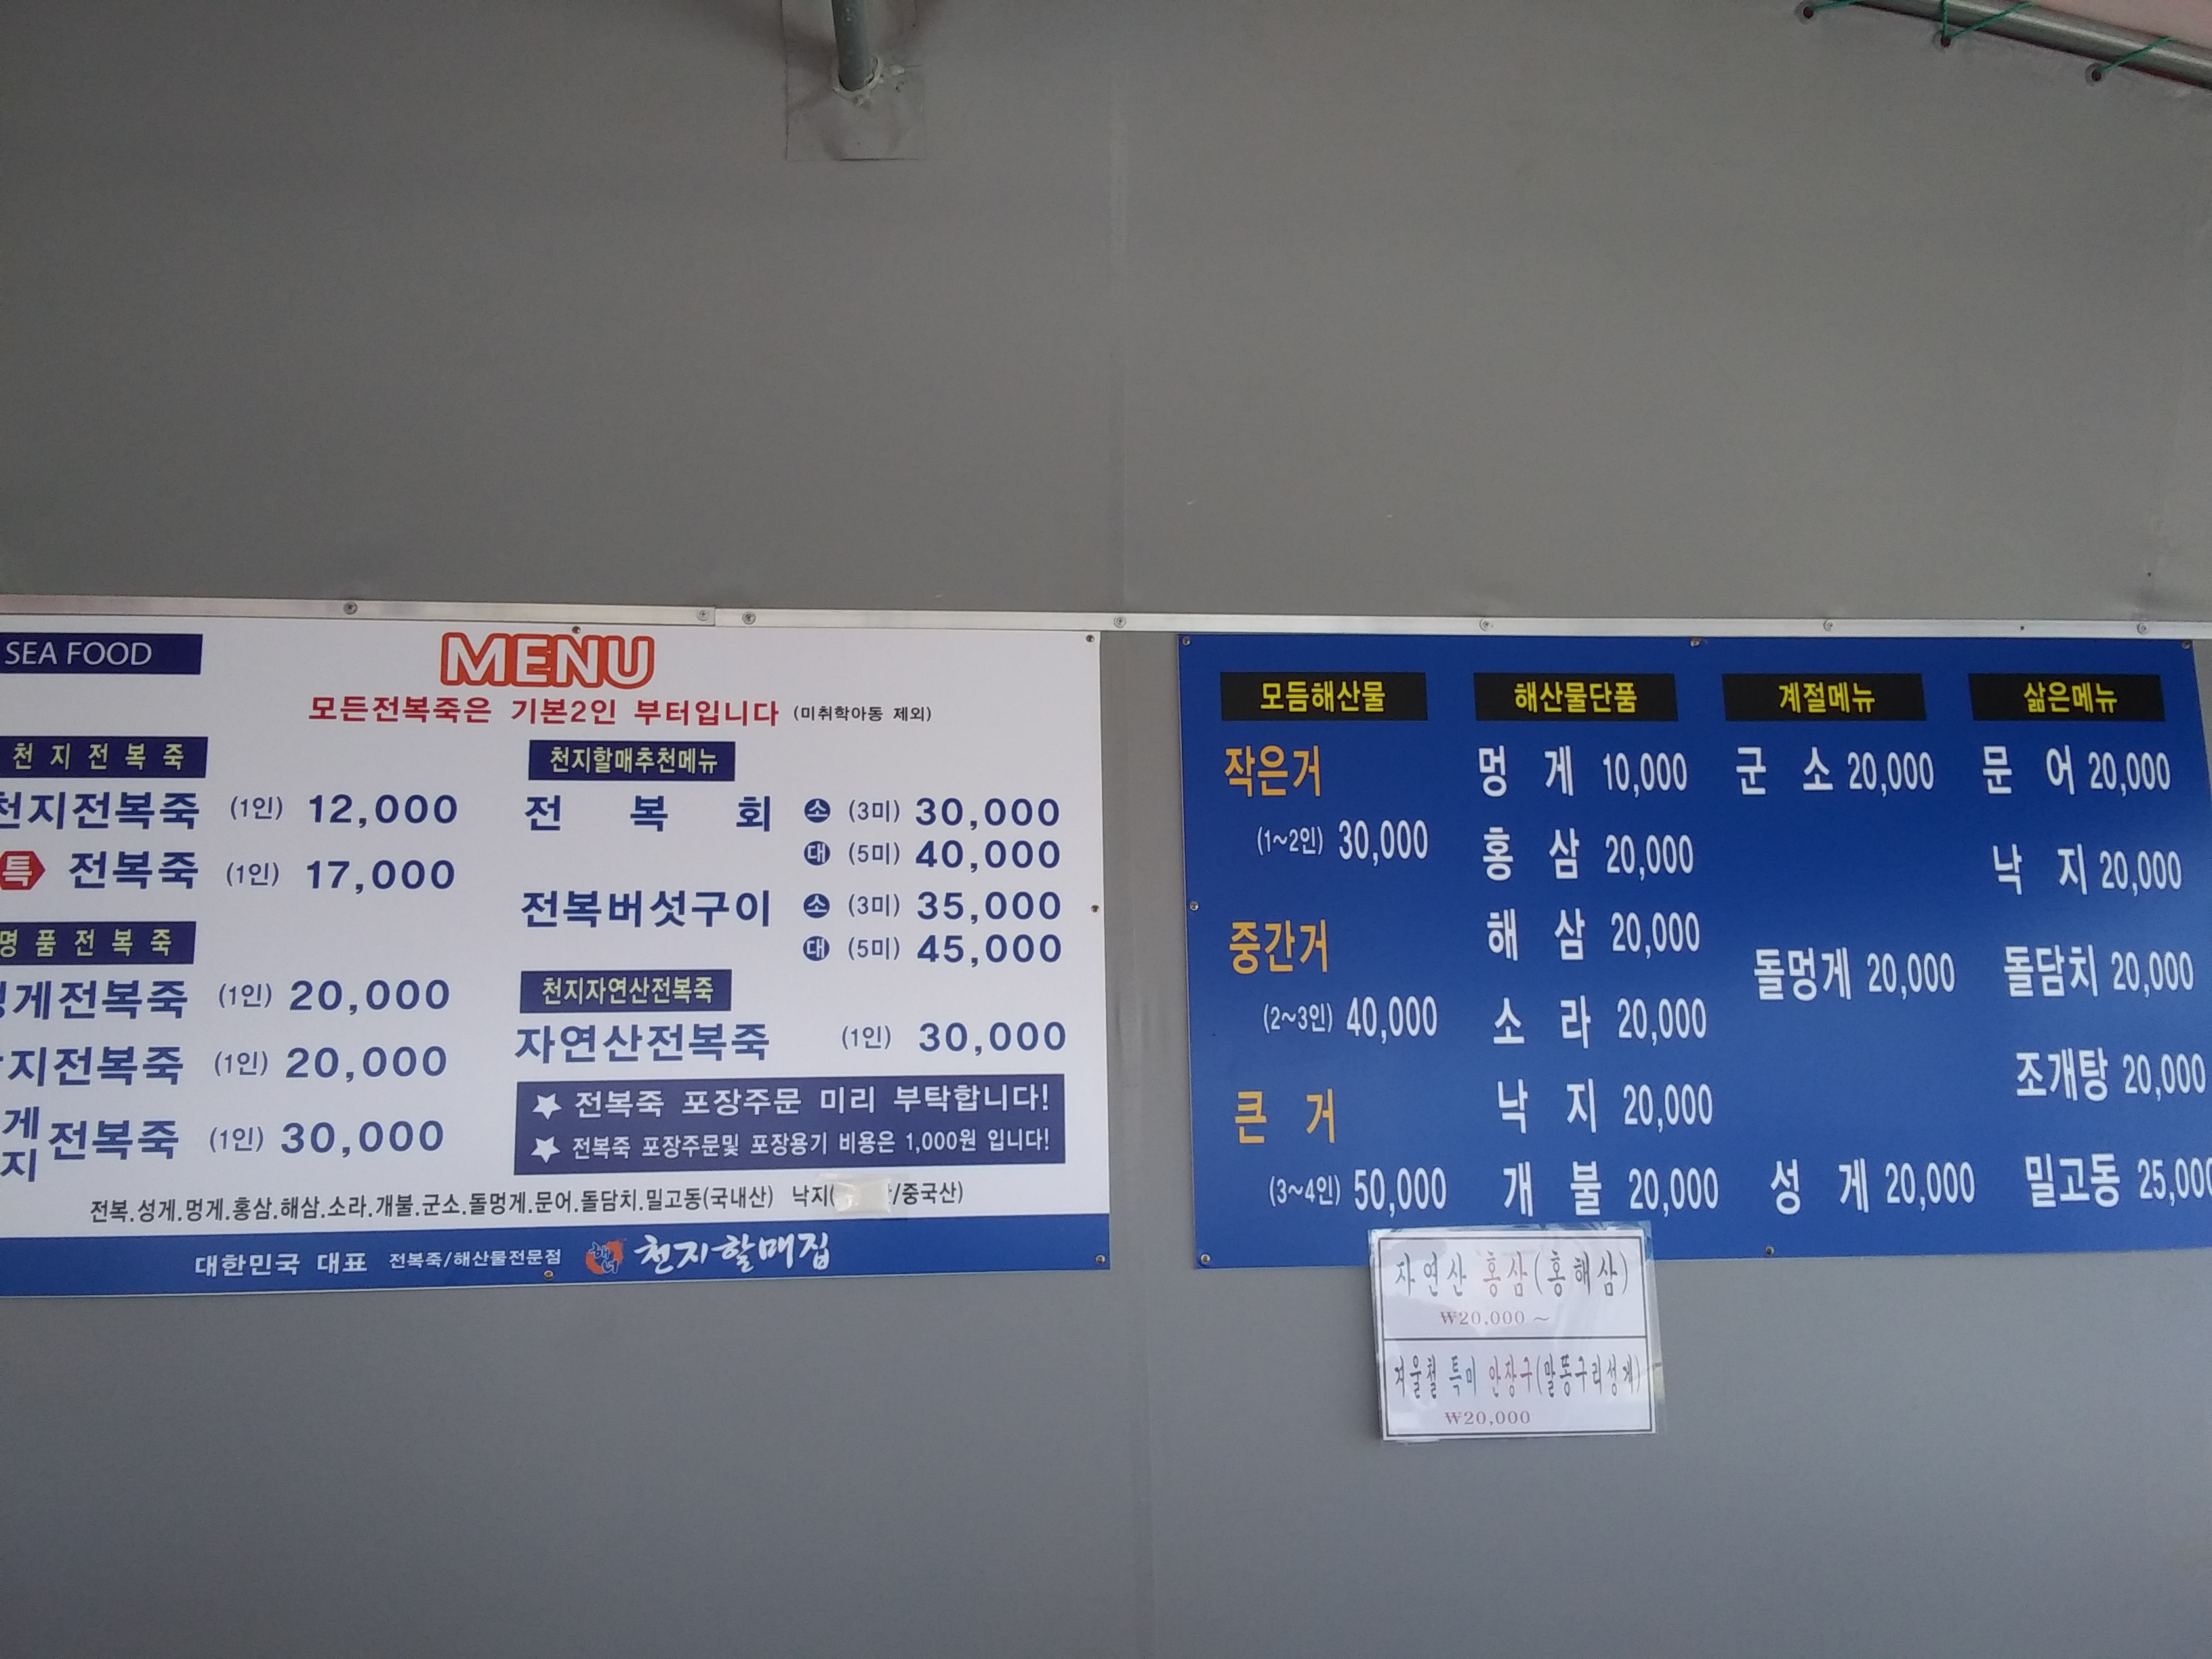 SEA FOOD
MENU
모든전복죽은 기본2인 부터입니다 (미취학아동 제외)
천지전복죽
천지전복죽 (1인) 12,000
특 전복죽 (1인) 17,000
명품전복죽
게전복죽 (1인) 20,000
지전복죽 (1인) 20,000
게
지 전복죽 (1인) 30,000
천지할매추천메뉴
전 복 회 소 (3미) 30,000
대 (5미) 40,000
전복버섯구이 소 (3미) 35,000
대 (5미) 45,000
천지자연산전복죽
자연산전복죽 (1인) 30,000
★ 전복죽 포장주문 미리 부탁합니다!
★ 전복죽 포장주문및 포장용기 비용은 1,000원 입니다!
전복.성게.멍게.홍삼.해삼.소라.개불.군소.돌멍게.문어.돌담치.밀고동(국내산) 낙지( /중국산)
대한민국 대표 전복죽/해산물전문점 해녀 천지할매집
모듬해산물
작은거
(1~2인) 30,000
중간거
(2~3인) 40,000
큰 거
(3~4인) 50,000
해산물단품
멍 게 10,000
홍 삼 20,000
해 삼 20,000
소 라 20,000
낙 지 20,000
개 불 20,000
계절메뉴
군 소 20,000
돌멍게 20,000
성 게 20,000
삶은메뉴
문 어 20,000
낙 지 20,000
돌담치 20,000
조개탕 20,000
밀고동 25,000
자연산 홍삼(홍해삼)
₩20,000 ~
겨울철 특미 안장구(말똥구리성게)
₩20,000